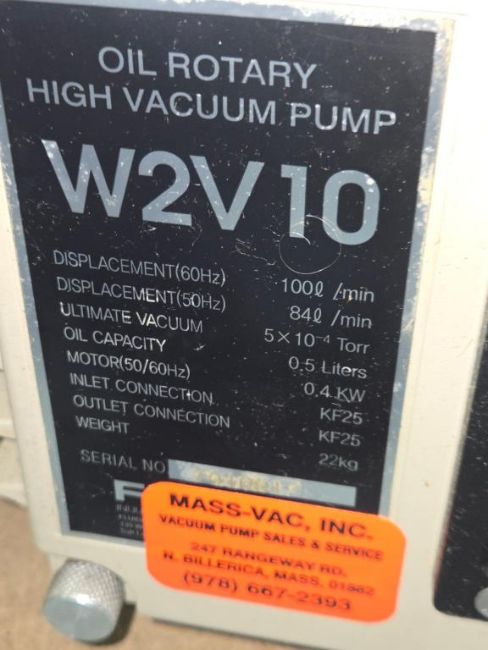 OIL ROTARY
HIGH VACUUM PUMP
W2V10
DISPLACEMENT(60Hz) 100ℓ /min
DISPLACEMENT(50Hz) 84ℓ /min
ULTIMATE VACUUM 5×10⁻⁴ Torr
OIL CAPACITY 0.5 Liters
MOTOR(50/60Hz) 0.4 KW
INLET CONNECTION KF25
OUTLET CONNECTION KF25
WEIGHT 22kg
SERIAL NO
MASS-VAC, INC.
VACUUM PUMP SALES & SERVICE
247 RANGEWAY RD.
N. BILLERICA, MASS. 01862
(978) 667-2393